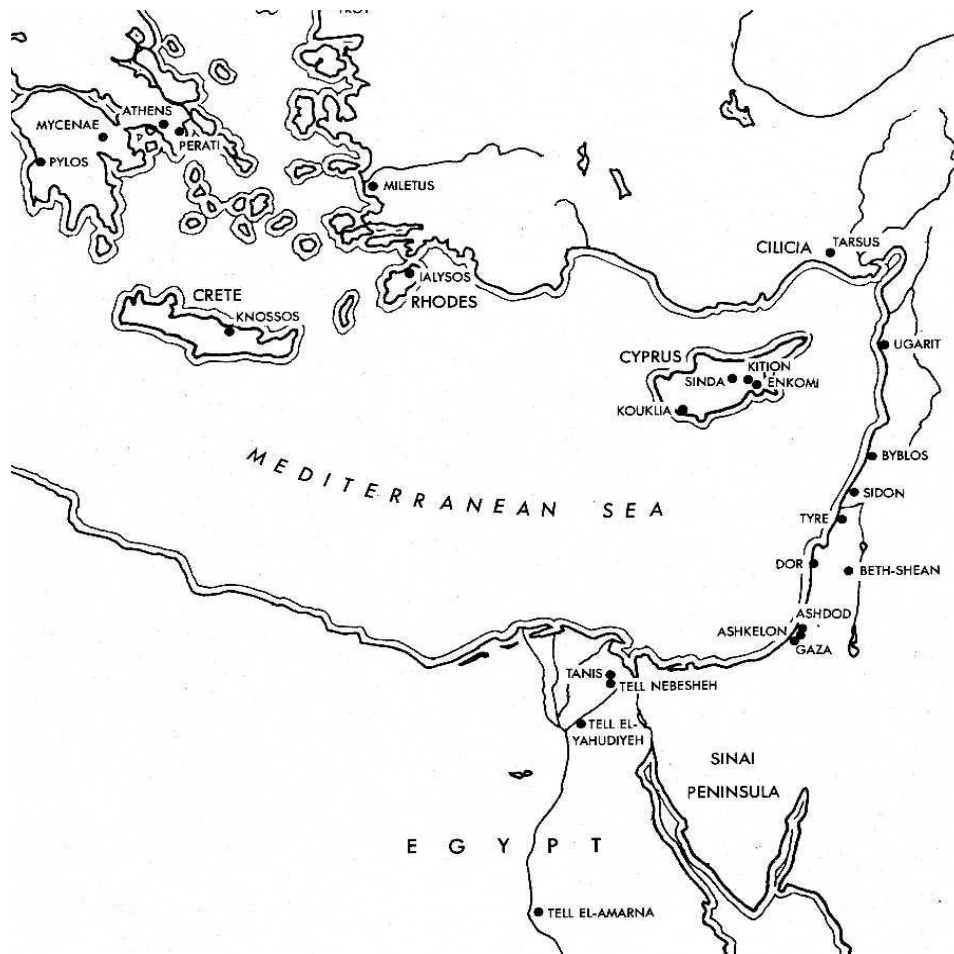 TROY
ATHENS
MYCENAE
PERATI
PYLOS
MILETUS
CILICIA
TARSUS
IALYSOS
RHODES
CRETE
KNOSSOS
UGARIT
CYPRUS
KITION
SINDA
ENKOMI
KOUKLIA
BYBLOS
MEDITERRANEAN SEA
SIDON
TYRE
DOR
BETH-SHEAN
ASHDOD
ASHKELON
GAZA
TANIS
TELL NEBESHEH
TELL EL-
YAHUDIYEH
SINAI
PENINSULA
EGYPT
TELL EL-AMARNA